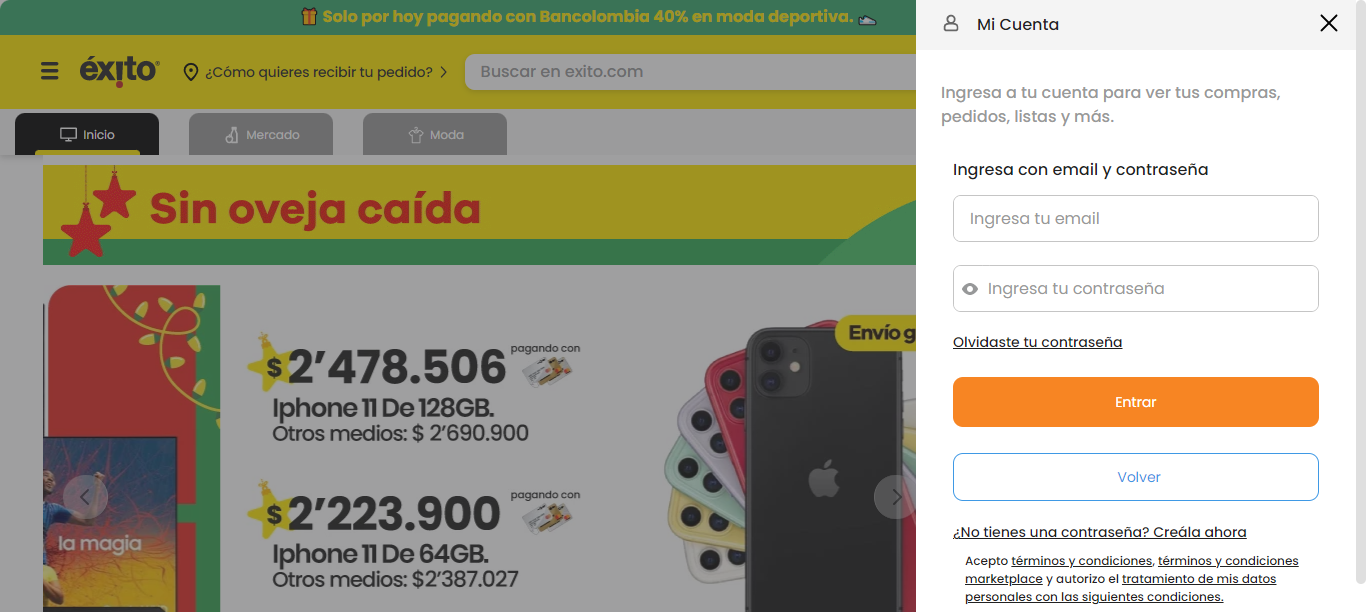 Solo por hoy pagando con Bancolombia 40% en moda deportiva.
éxito
¿Cómo quieres recibir tu pedido?
Buscar en exito.com
Inicio
Mercado
Moda
Sin oveja caída
la magia
$2’478.506
pagando con
Iphone 11 De 128GB.
Otros medios: $ 2’690.900
$2’223.900
pagando con
Iphone 11 De 64GB.
Otros medios: $2’387.027
Envío g
Mi Cuenta
Ingresa a tu cuenta para ver tus compras,
pedidos, listas y más.
Ingresa con email y contraseña
Ingresa tu email
Ingresa tu contraseña
Olvidaste tu contraseña
Entrar
Volver
¿No tienes una contraseña? Creála ahora
Acepto términos y condiciones, términos y condiciones
marketplace y autorizo el tratamiento de mis datos
personales con las siguientes condiciones.